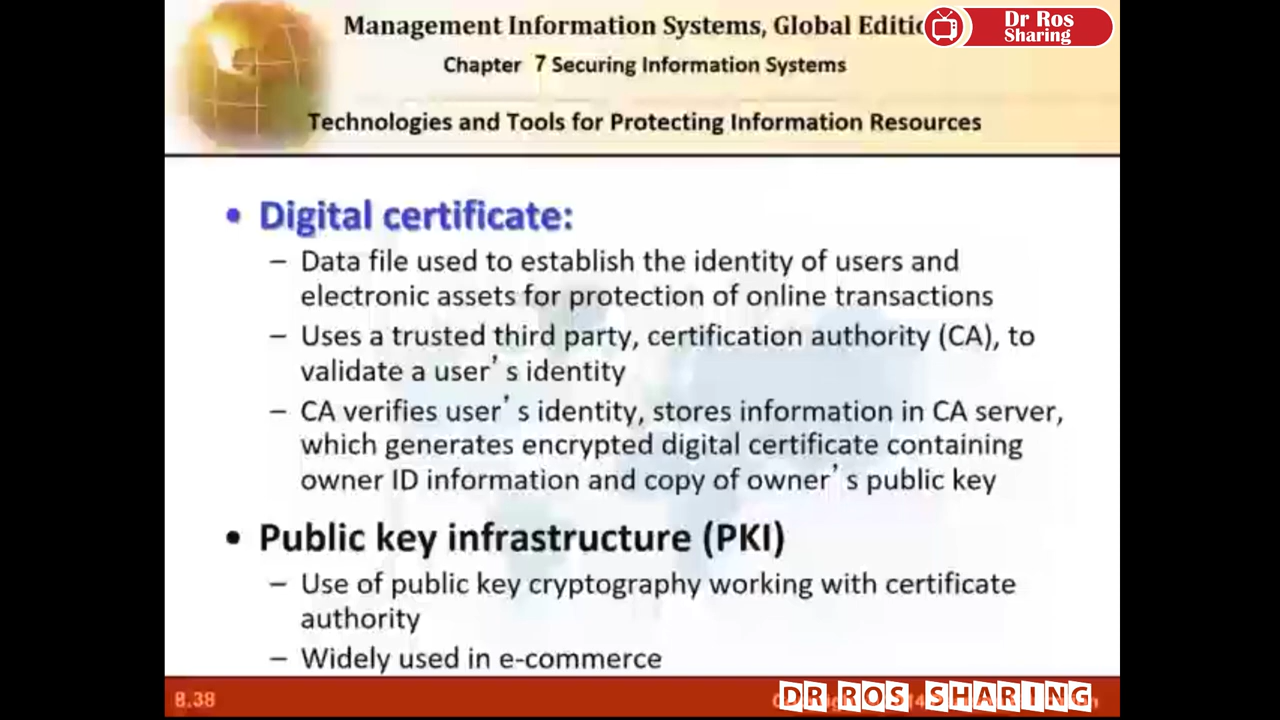 Management Information Systems, Global Editio
Dr Ros
Sharing
Chapter 7 Securing Information Systems
Technologies and Tools for Protecting Information Resources
• Digital certificate:
– Data file used to establish the identity of users and
electronic assets for protection of online transactions
– Uses a trusted third party, certification authority (CA), to
validate a user's identity
– CA verifies user's identity, stores information in CA server,
which generates encrypted digital certificate containing
owner ID information and copy of owner's public key
• Public key infrastructure (PKI)
– Use of public key cryptography working with certificate
authority
– Widely used in e-commerce
8.38
DR ROS SHARING